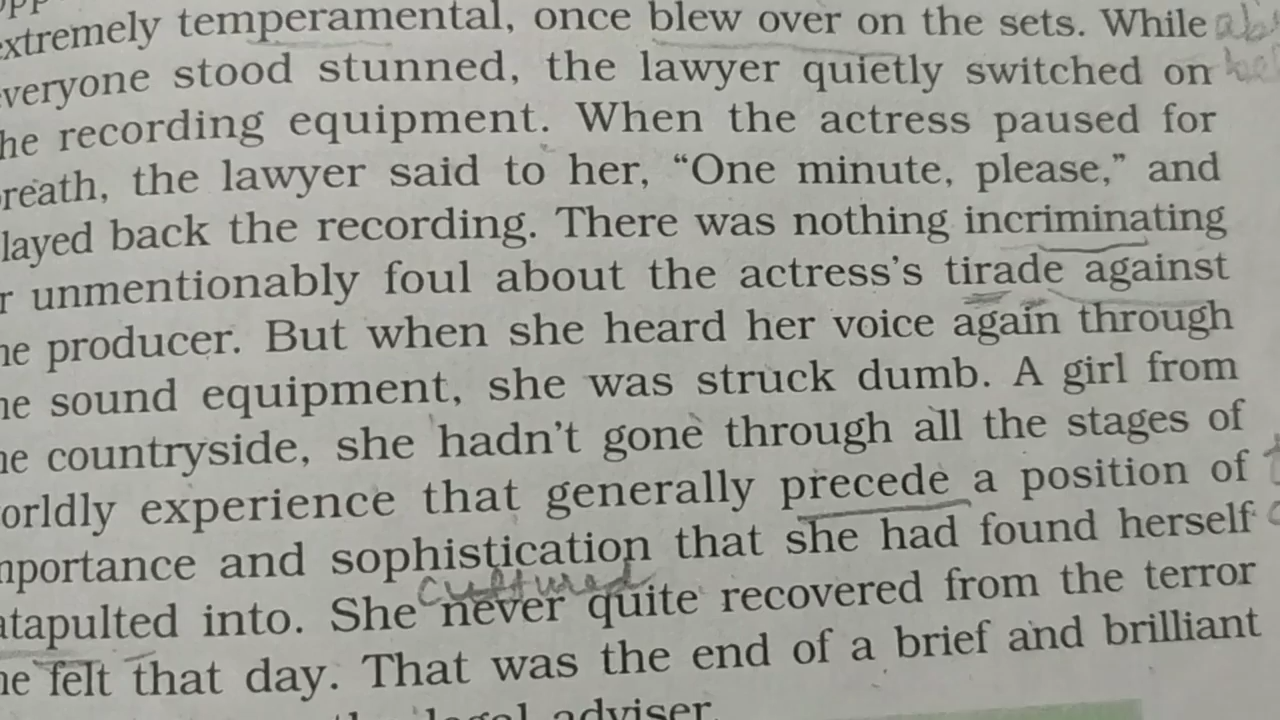 extremely temperamental, once blew over on the sets. While
everyone stood stunned, the lawyer quietly switched on
he recording equipment. When the actress paused for
reath, the lawyer said to her, “One minute, please,” and
layed back the recording. There was nothing incriminating
r unmentionably foul about the actress’s tirade against
he producer. But when she heard her voice again through
he sound equipment, she was struck dumb. A girl from
he countryside, she hadn’t gone through all the stages of
orldly experience that generally precede a position of
mportance and sophistication that she had found herself
cultured
atapulted into. She never quite recovered from the terror
he felt that day. That was the end of a brief and brilliant
legal adviser.